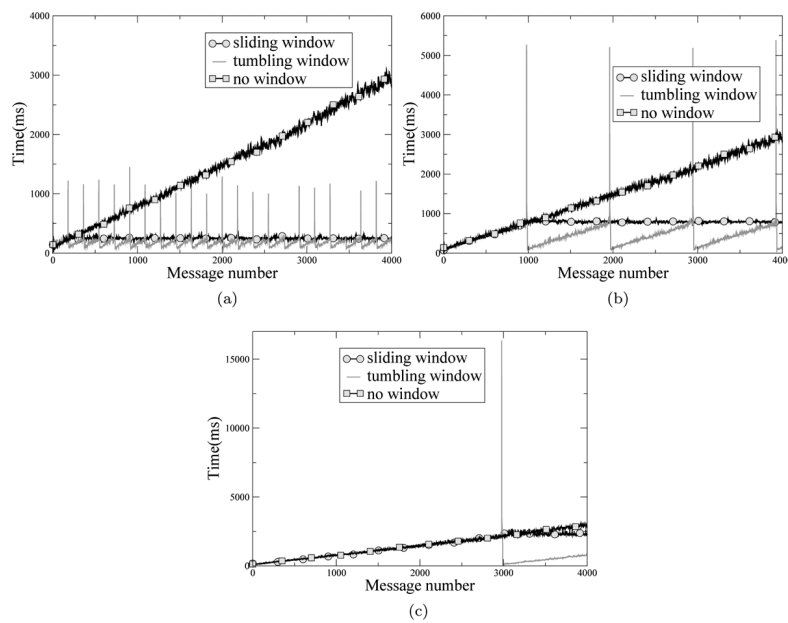 4000
3000
2000
1000
0
Time(ms)
sliding window
tumbling window
no window
0 1000 2000 3000 4000
Message number
(a)
6000
5000
4000
3000
2000
1000
0
Time(ms)
sliding window
tumbling window
no window
0 1000 2000 3000 4000
Message number
(b)
15000
10000
5000
0
Time(ms)
sliding window
tumbling window
no window
0 1000 2000 3000 4000
Message number
(c)